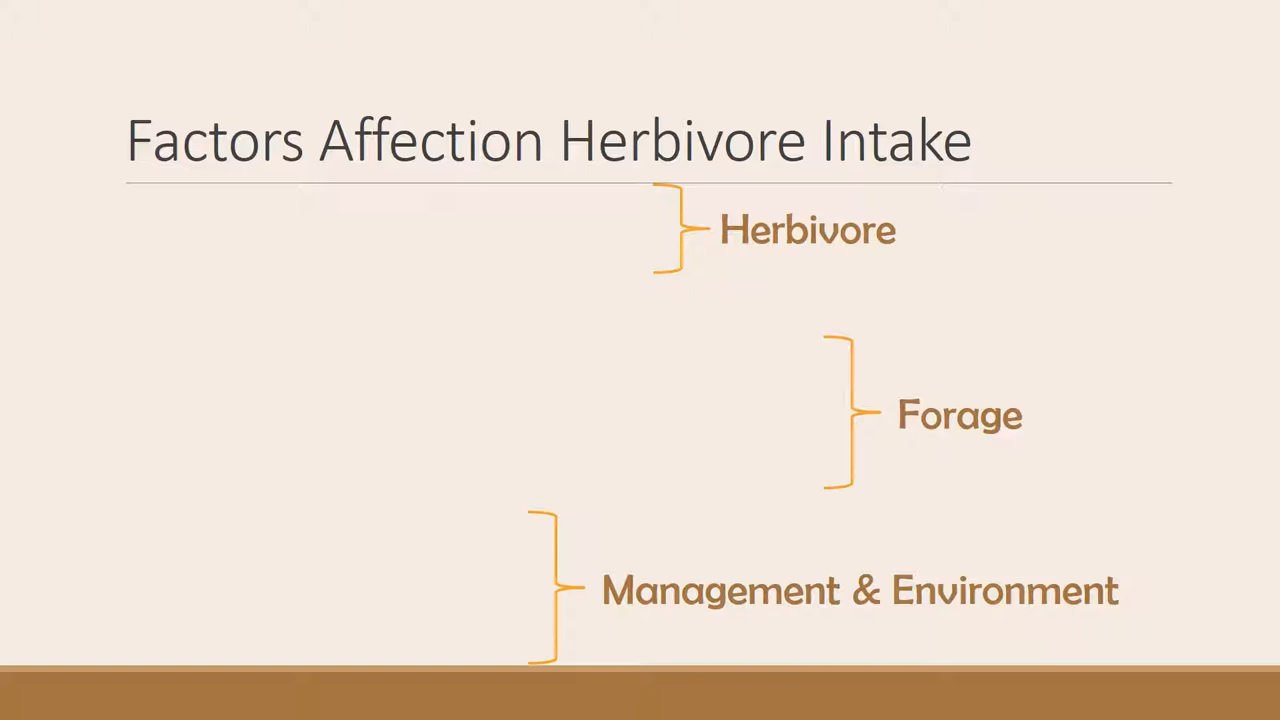 Factors Affection Herbivore Intake
Herbivore
Forage
Management & Environment